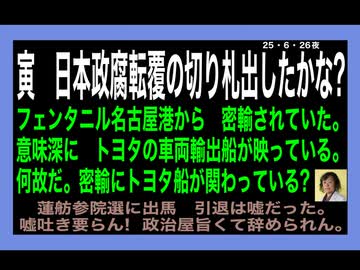 25・6・26夜
寅 日本政腐転覆の切り札出したかな?
フェンタニル名古屋港から 密輸されていた。
意味深に トヨタの車両輸出船が映っている。
何故だ。密輸にトヨタ船が関わっている?
蓮舫参院選に出馬 引退は嘘だった。
嘘吐き要らん! 政治屋旨くて辞められん。